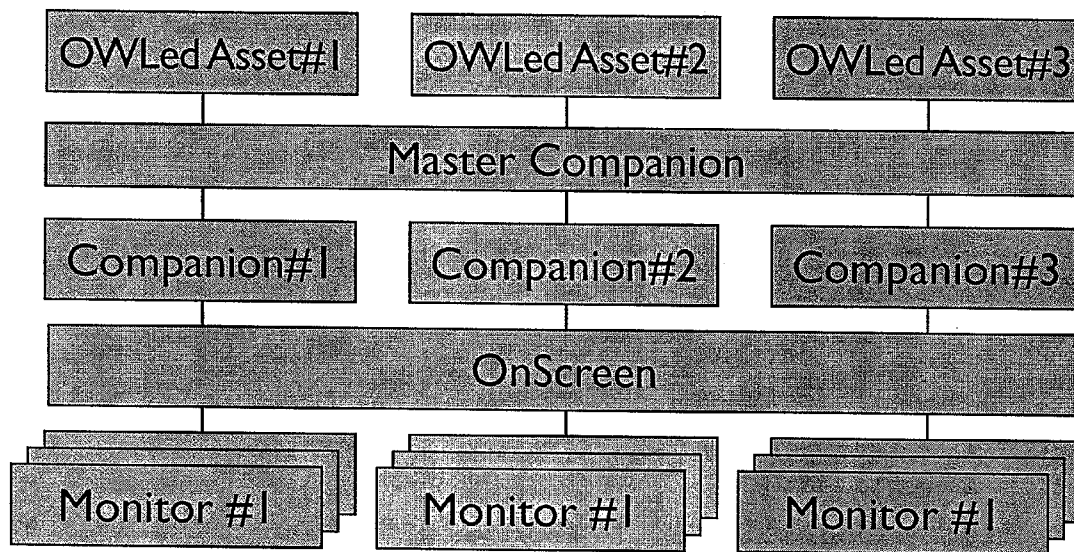 OWLed Asset#1 OWLed Asset#2 OWLed Asset#3
Master Companion
Companion#1 Companion#2 Companion#3
OnScreen
Monitor #1 Monitor #1 Monitor #1